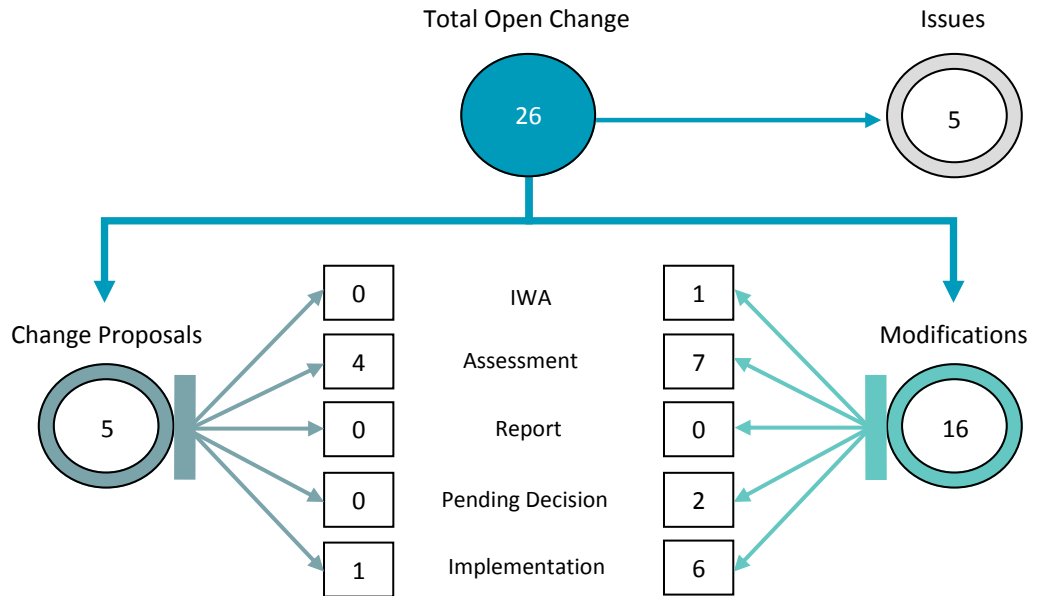 Total Open Change
Issues
26
5
0
IWA
1
Change Proposals
Modifications
4
Assessment
7
5
0
Report
0
16
0
Pending Decision
2
1
Implementation
6